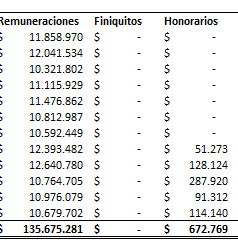 Remuneraciones Finiquitos Honorarios
$ 11.858.970 $ - $ -
$ 12.041.534 $ - $ -
$ 10.321.802 $ - $ -
$ 11.115.929 $ - $ -
$ 11.476.862 $ - $ -
$ 10.812.987 $ - $ -
$ 10.592.449 $ - $ -
$ 12.393.482 $ - $ 51.273
$ 12.640.780 $ - $ 128.124
$ 10.764.705 $ - $ 287.920
$ 10.976.079 $ - $ 91.312
$ 10.679.702 $ - $ 114.140
$ 135.675.281 $ - $ 672.769